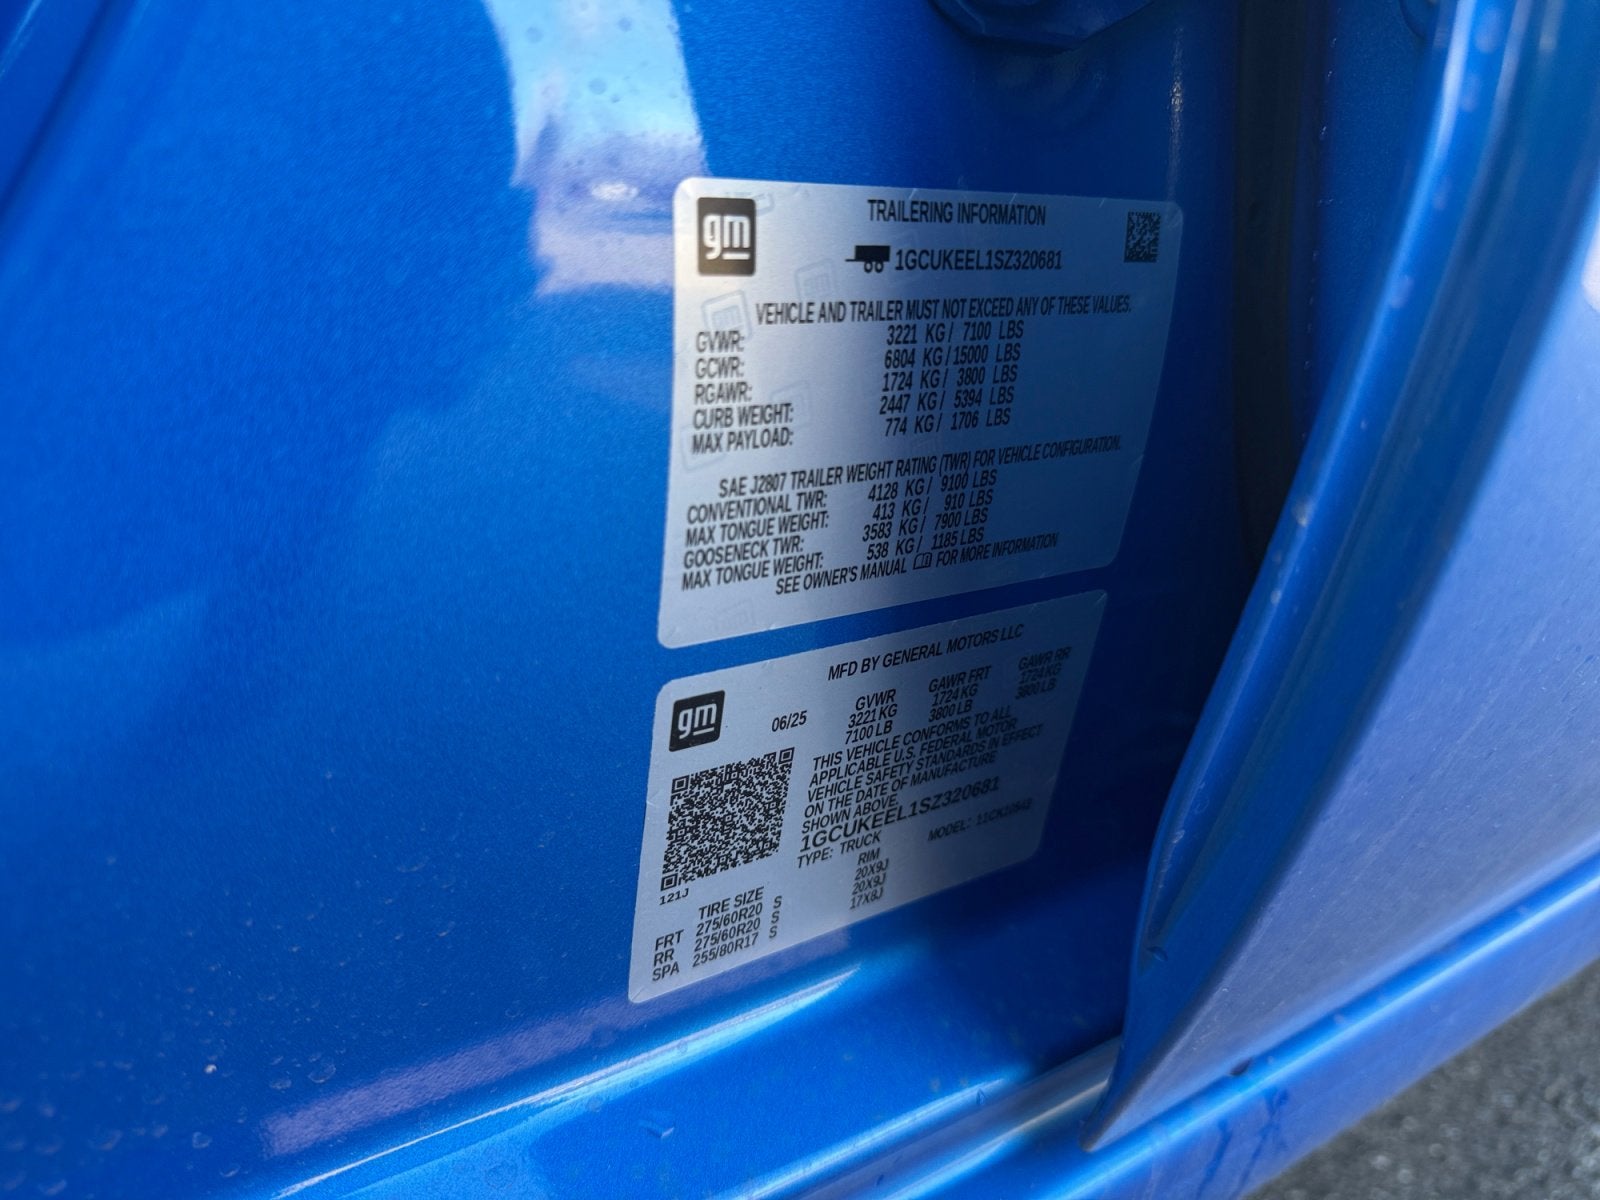 gm
TRAILERING INFORMATION
1GCUKEEL1SZ320681
VEHICLE AND TRAILER MUST NOT EXCEED ANY OF THESE VALUES.
GVWR: 3221 KG / 7100 LBS
GCWR: 6804 KG / 15000 LBS
RGAWR: 1724 KG / 3800 LBS
CURB WEIGHT: 2447 KG / 5394 LBS
MAX PAYLOAD: 774 KG / 1706 LBS
SAE J2807 TRAILER WEIGHT RATING (TWR) FOR VEHICLE CONFIGURATION.
CONVENTIONAL TWR: 4128 KG / 9100 LBS
MAX TONGUE WEIGHT: 413 KG / 910 LBS
GOOSENECK TWR: 3583 KG / 7900 LBS
MAX TONGUE WEIGHT: 538 KG / 1185 LBS
SEE OWNER'S MANUAL FOR MORE INFORMATION
MFD BY GENERAL MOTORS LLC
gm
06/25
GVWR GAWR FRT GAWR RR
3221 KG 1724 KG 1724 KG
7100 LB 3800 LB 3800 LB
THIS VEHICLE CONFORMS TO ALL
APPLICABLE U.S. FEDERAL MOTOR
VEHICLE SAFETY STANDARDS IN EFFECT
ON THE DATE OF MANUFACTURE
SHOWN ABOVE.
1GCUKEEL1SZ320681
TYPE: TRUCK MODEL:
121J
TIRE SIZE RIM
FRT 275/60R20 S 20X9J
RR 275/60R20 S 20X9J
SPA 255/80R17 S 17X8J